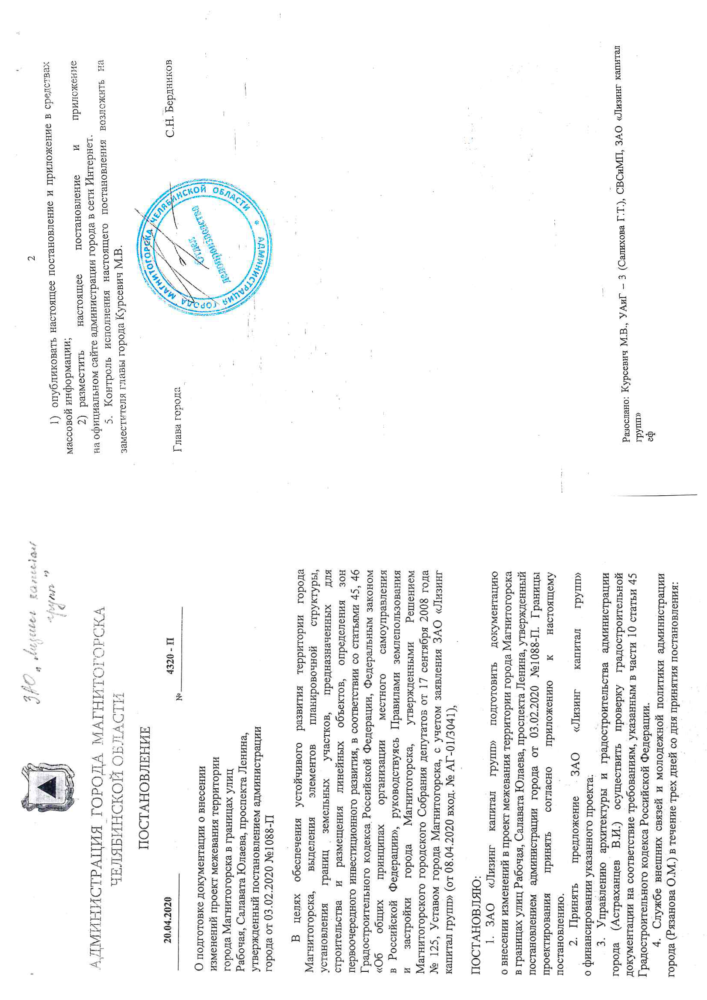 ЗАО „Лизинг капитал
групп"
АДМИНИСТРАЦИЯ ГОРОДА МАГНИТОГОРСКА
ЧЕЛЯБИНСКОЙ ОБЛАСТИ
ПОСТАНОВЛЕНИЕ
20.04.2020
№ 4320 - П
О подготовке документации о внесении
изменений проект межевания территории
города Магнитогорска в границах улиц
Рабочая, Салавата Юлаева, проспекта Ленина,
утвержденный постановлением администрации
города от 03.02.2020 №1088-П
В целях обеспечения устойчивого развития территории города
Магнитогорска, выделения элементов планировочной структуры,
установления границ земельных участков, предназначенных для
строительства и размещения линейных объектов, определения зон
первоочередного инвестиционного развития, в соответствии со статьями 45, 46
Градостроительного кодекса Российской Федерации, Федеральным законом
«Об общих принципах организации местного самоуправления
в Российской Федерации», руководствуясь Правилами землепользования
и застройки города Магнитогорска, утвержденными Решением
Магнитогорского городского Собрания депутатов от 17 сентября 2008 года
№ 125, Уставом города Магнитогорска, с учетом заявления ЗАО «Лизинг
капитал групп» (от 08.04.2020 вход. № АГ-01/3041),
ПОСТАНОВЛЯЮ:
1. ЗАО «Лизинг капитал групп» подготовить документацию
о внесении изменений в проект межевания территории города Магнитогорска
в границах улиц Рабочая, Салавата Юлаева, проспекта Ленина, утвержденный
постановлением администрации города от 03.02.2020 №1088-П. Границы
проектирования принять согласно приложению к настоящему
постановлению.
2. Принять предложение ЗАО «Лизинг капитал групп»
о финансировании указанного проекта.
3. Управлению архитектуры и градостроительства администрации
города (Астраханцев В.И.) осуществить проверку градостроительной
документации на соответствие требованиям, указанным в части 10 статьи 45
Градостроительного кодекса Российской Федерации.
4. Службе внешних связей и молодежной политики администрации
города (Рязанова О.М.) в течение трех дней со дня принятия постановления:
2
1) опубликовать настоящее постановление и приложение в средствах
массовой информации;
2) разместить настоящее постановление и приложение
на официальном сайте администрации города в сети Интернет.
5. Контроль исполнения настоящего постановления возложить на
заместителя главы города Курсевич М.В.
Глава города
С.Н. Бердников
АДМИНИСТРАЦИЯ ГОРОДА МАГНИТОГОРСКА ЧЕЛЯБИНСКОЙ ОБЛАСТИ *
Отдел
делопроизводства
Разослано: Курсевич М.В., УАиГ – 3 (Салихова Г.Т.), СВСиМП, ЗАО «Лизинг капитал
групп»
еф